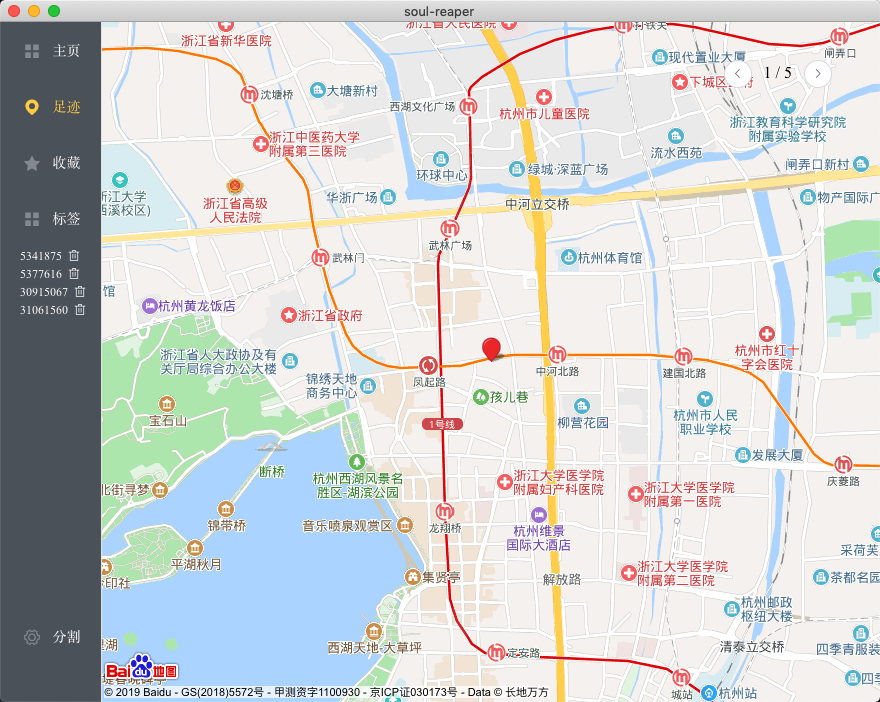 soul-reaper
主页
足迹
收藏
标签
5341875
5377616
30915067
31061560
分割
1 / 5
浙江省人民医院
打铁关
闸弄口
浙江省新华医院
现代置业大厦
下城区
沈塘桥
大塘新村
西湖文化广场
杭州市儿童医院
浙江教育科学研究院
附属实验学校
浙江中医药大学
附属第三医院
流水西苑
环球中心
绿城·深蓝广场
闸弄口新村
浙江大学
西溪校区)
浙江省高级
人民法院
华浙广场
中河立交桥
物产国际广
武林广场
武林门
杭州体育馆
馆
杭州黄龙饭店
浙江省政府
浙江省人大政协及有
关厅局综合办公大楼
杭州市红十
字会医院
凤起路
中河北路
建国北路
锦绣天地
商务中心
孩儿巷
宝石山
1号线
柳营花园
杭州市人民
职业学校
发展大厦
断桥
杭州西湖风景名
胜区-湖滨公园
浙江大学医学院
附属妇产科医院
庆菱路
北街寻梦
浙江大学医学院
附属第一医院
锦带桥
音乐喷泉观赏区
龙翔桥
杭州维景
国际大酒店
采荷芙
平湖秋月
集贤亭
解放路
浙江大学医学院
附属第二医院
茶都名园
印社
杭州邮政
枢纽大楼
西湖天地-大草坪
清泰立交桥
四季青服装
定安路
湖
Bai 地图
城站
杭州站
四季
© 2019 Baidu - GS(2018)5572号 - 甲测资字1100930 - 京ICP证030173号 - Data © 长地万方